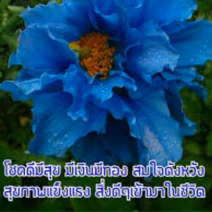 โชคดีมีสุข มีเงินมีทอง สมใจดังหวัง
สุขภาพแข็งแรง สิ่งดีๆเข้ามาในชีวิต